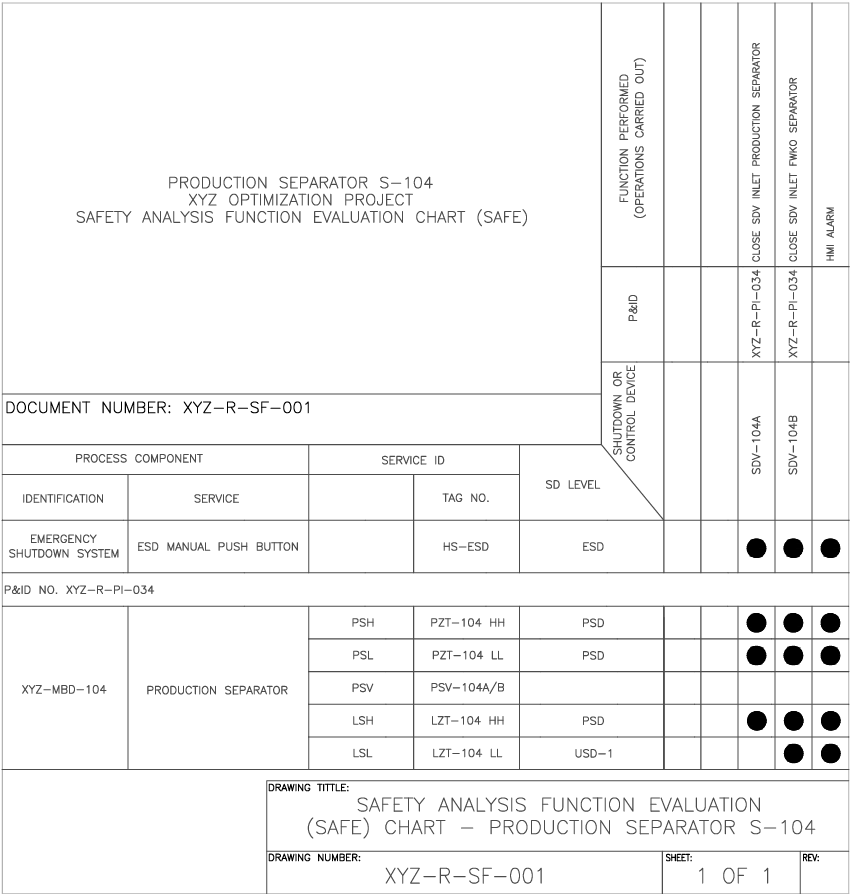 PRODUCTION SEPARATOR S-104
XYZ OPTIMIZATION PROJECT
SAFETY ANALYSIS FUNCTION EVALUATION CHART (SAFE)
FUNCTION PERFORMED
(OPERATIONS CARRIED OUT)
CLOSE SDV INLET PRODUCTION SEPARATOR
CLOSE SDV INLET FWKO SEPARATOR
HMI ALARM
P&ID
XYZ-R-PI-034
XYZ-R-PI-034
DOCUMENT NUMBER: XYZ-R-SF-001
SHUTDOWN OR
CONTROL DEVICE
SDV-104A
SDV-104B
PROCESS COMPONENT
SERVICE ID
SD LEVEL
IDENTIFICATION
SERVICE
TAG NO.
EMERGENCY
SHUTDOWN SYSTEM
ESD MANUAL PUSH BUTTON
HS-ESD
ESD
P&ID NO. XYZ-R-PI-034
XYZ-MBD-104
PRODUCTION SEPARATOR
PSH PZT-104 HH PSD
PSL PZT-104 LL PSD
PSV PSV-104A/B
LSH LZT-104 HH PSD
LSL LZT-104 LL USD-1
DRAWING TITTLE:
SAFETY ANALYSIS FUNCTION EVALUATION
(SAFE) CHART - PRODUCTION SEPARATOR S-104
DRAWING NUMBER:
XYZ-R-SF-001
SHEET:
1 OF 1
REV: